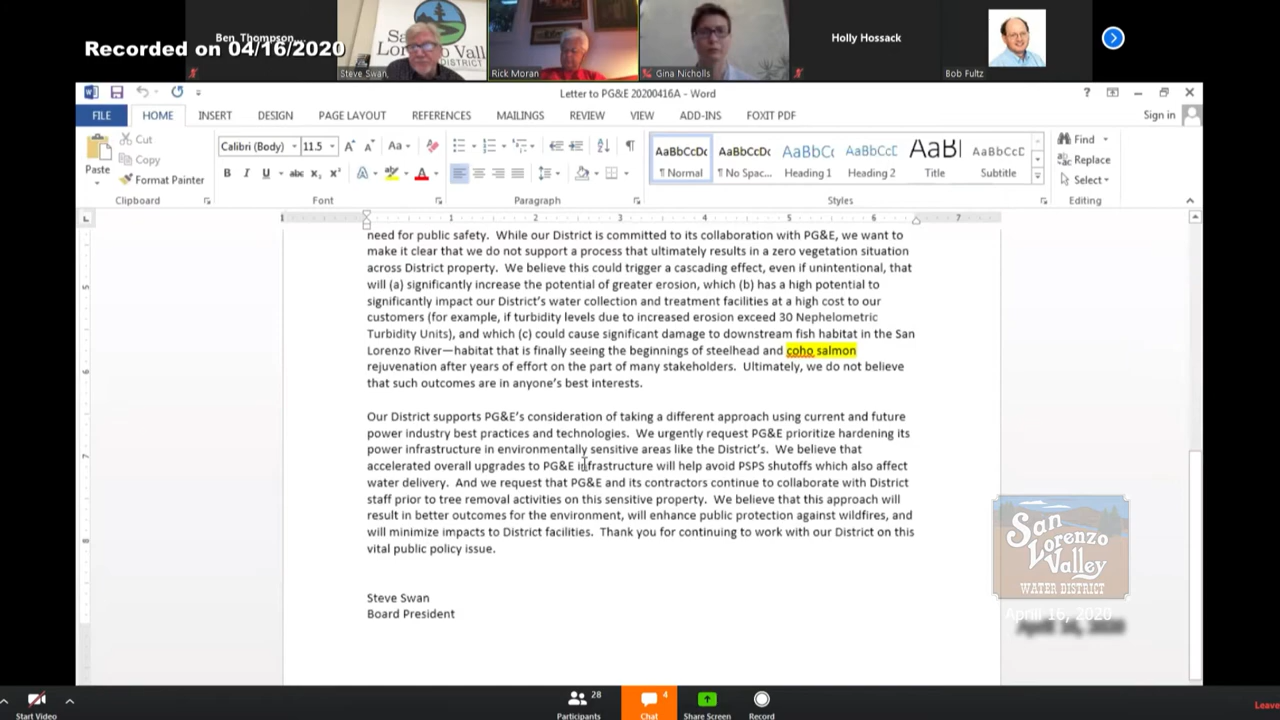 Recorded on 04/16/2020
Ben Thompson...
San
Lorenzo Vall
DISTRICT
Holly Hossack
Steve Swan,
Rick Moran
Gina Nicholls
Bob Fultz
Letter to PG&E 20200416A - Word
FILE HOME INSERT DESIGN PAGE LAYOUT REFERENCES MAILINGS REVIEW VIEW ADD-INS FOXIT PDF Sign in
Paste
Cut
Copy
Format Painter
Calibri (Body) 11.5
AaBbCcDc AaBbCcDc AaBbCc AaBbCcD AaBl AaBbCcD
¶ Normal ¶ No Spac... Heading 1 Heading 2 Title Subtitle
Find
Replace
Select
Clipboard Font Paragraph Styles Editing
1 1 2 3 4 5 6 7
need for public safety. While our District is committed to its collaboration with PG&E, we want to
make it clear that we do not support a process that ultimately results in a zero vegetation situation
across District property. We believe this could trigger a cascading effect, even if unintentional, that
will (a) significantly increase the potential of greater erosion, which (b) has a high potential to
significantly impact our District's water collection and treatment facilities at a high cost to our
customers (for example, if turbidity levels due to increased erosion exceed 30 Nephelometric
Turbidity Units), and which (c) could cause significant damage to downstream fish habitat in the San
Lorenzo River—habitat that is finally seeing the beginnings of steelhead and coho salmon
rejuvenation after years of effort on the part of many stakeholders. Ultimately, we do not believe
that such outcomes are in anyone's best interests.
Our District supports PG&E's consideration of taking a different approach using current and future
power industry best practices and technologies. We urgently request PG&E prioritize hardening its
power infrastructure in environmentally sensitive areas like the District's. We believe that
accelerated overall upgrades to PG&E infrastructure will help avoid PSPS shutoffs which also affect
water delivery. And we request that PG&E and its contractors continue to collaborate with District
staff prior to tree removal activities on this sensitive property. We believe that this approach will
result in better outcomes for the environment, will enhance public protection against wildfires, and
will minimize impacts to District facilities. Thank you for continuing to work with our District on this
vital public policy issue.
Steve Swan
Board President
San
Lorenzo
Valley
WATER DISTRICT
April 16, 2020
Start Video
Participants 28
Chat 4
Share Screen
Record
Leave